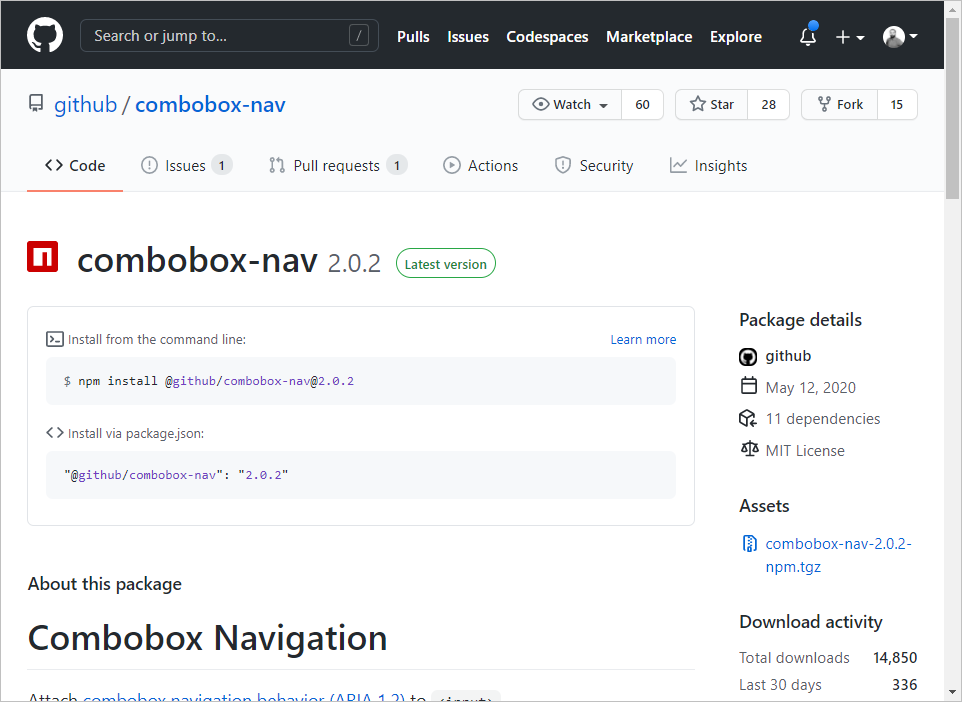 Search or jump to... /
Pulls Issues Codespaces Marketplace Explore
github / combobox-nav
Watch 60 Star 28 Fork 15
Code Issues 1 Pull requests 1 Actions Security Insights
combobox-nav 2.0.2 Latest version
Install from the command line: Learn more
$ npm install @github/combobox-nav@2.0.2
Install via package.json:
"@github/combobox-nav": "2.0.2"
About this package
Combobox Navigation
Attach combobox navigation behavior (ARIA 1.2) to <input>
Package details
github
May 12, 2020
11 dependencies
MIT License
Assets
combobox-nav-2.0.2-
npm.tgz
Download activity
Total downloads 14,850
Last 30 days 336